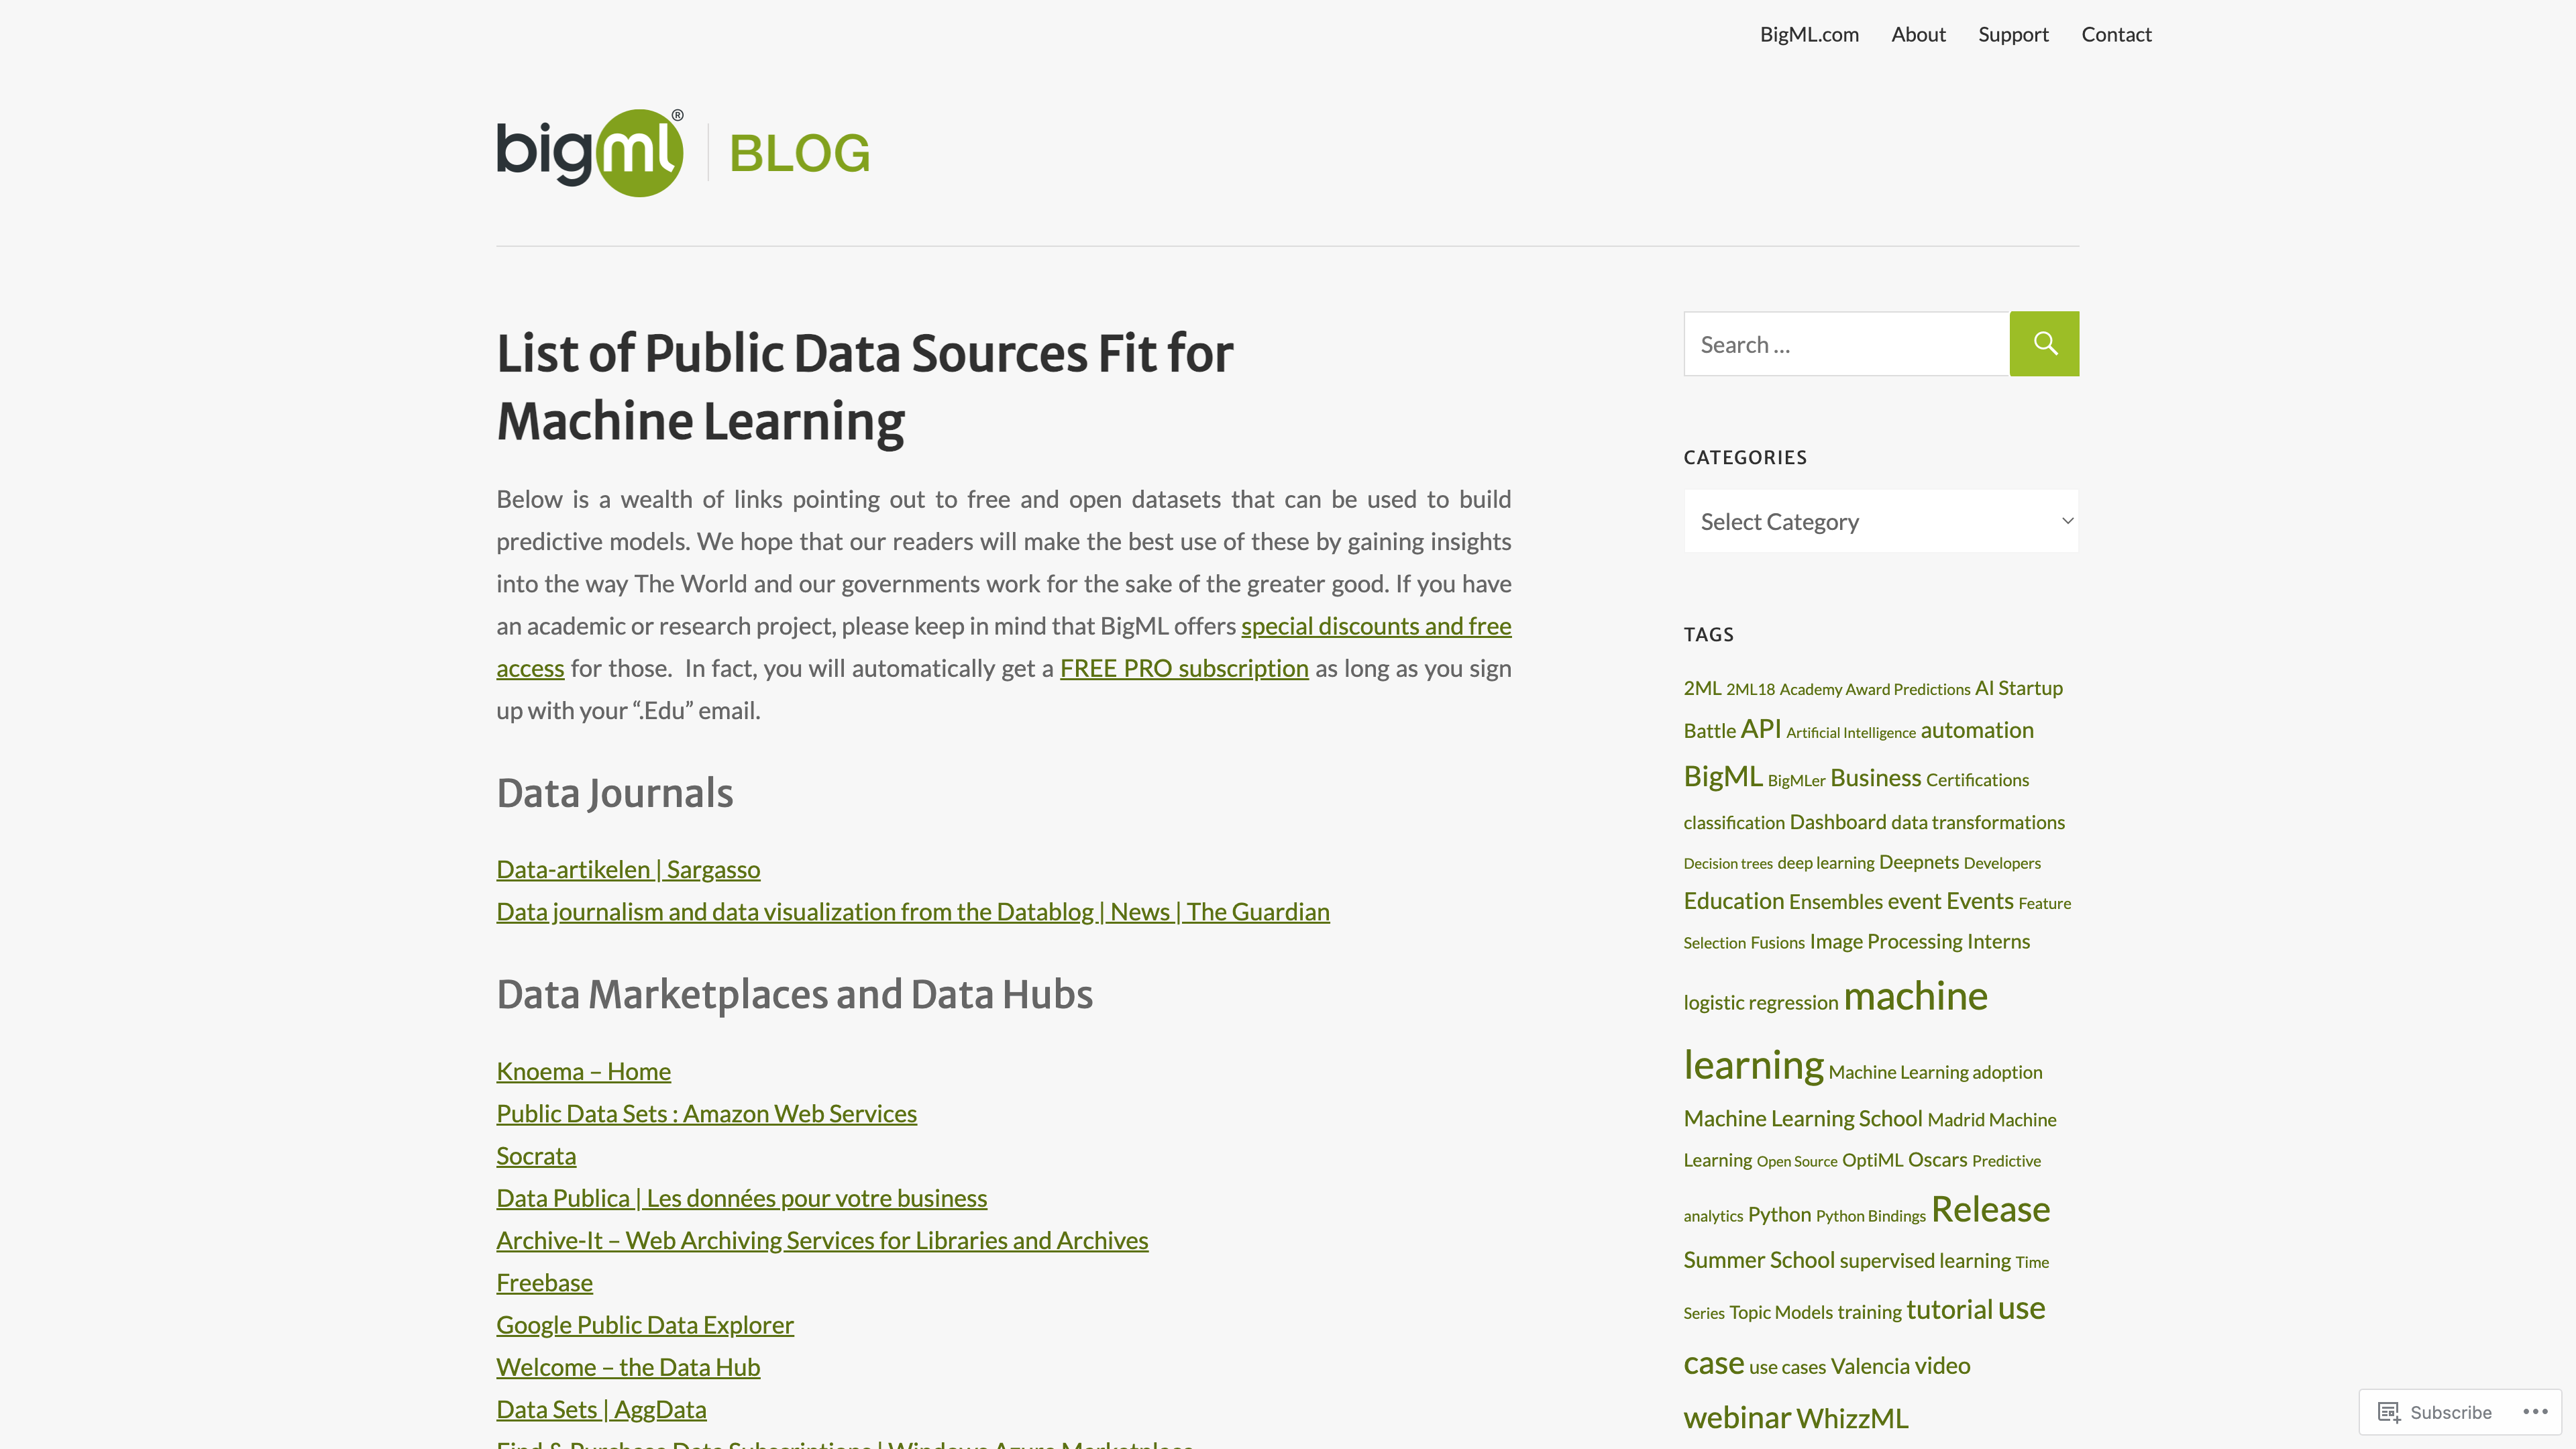 BigML.com About Support Contact
bigml® BLOG
List of Public Data Sources Fit for
Machine Learning
Below is a wealth of links pointing out to free and open datasets that can be used to build
predictive models. We hope that our readers will make the best use of these by gaining insights
into the way The World and our governments work for the sake of the greater good. If you have
an academic or research project, please keep in mind that BigML offers special discounts and free
access for those. In fact, you will automatically get a FREE PRO subscription as long as you sign
up with your “.Edu” email.
Data Journals
Data-artikelen | Sargasso
Data journalism and data visualization from the Datablog | News | The Guardian
Data Marketplaces and Data Hubs
Knoema – Home
Public Data Sets : Amazon Web Services
Socrata
Data Publica | Les données pour votre business
Archive-It – Web Archiving Services for Libraries and Archives
Freebase
Google Public Data Explorer
Welcome – the Data Hub
Data Sets | AggData
Find & Purchase Data Subscriptions | Windows Azure Marketplace
Search …
CATEGORIES
Select Category
TAGS
2ML 2ML18 Academy Award Predictions AI Startup
Battle API Artificial Intelligence automation
BigML BigMLer Business Certifications
classification Dashboard data transformations
Decision trees deep learning Deepnets Developers
Education Ensembles event Events Feature
Selection Fusions Image Processing Interns
logistic regression machine
learning Machine Learning adoption
Machine Learning School Madrid Machine
Learning Open Source OptiML Oscars Predictive
analytics Python Python Bindings Release
Summer School supervised learning Time
Series Topic Models training tutorial use
case use cases Valencia video
webinar WhizzML
Subscribe